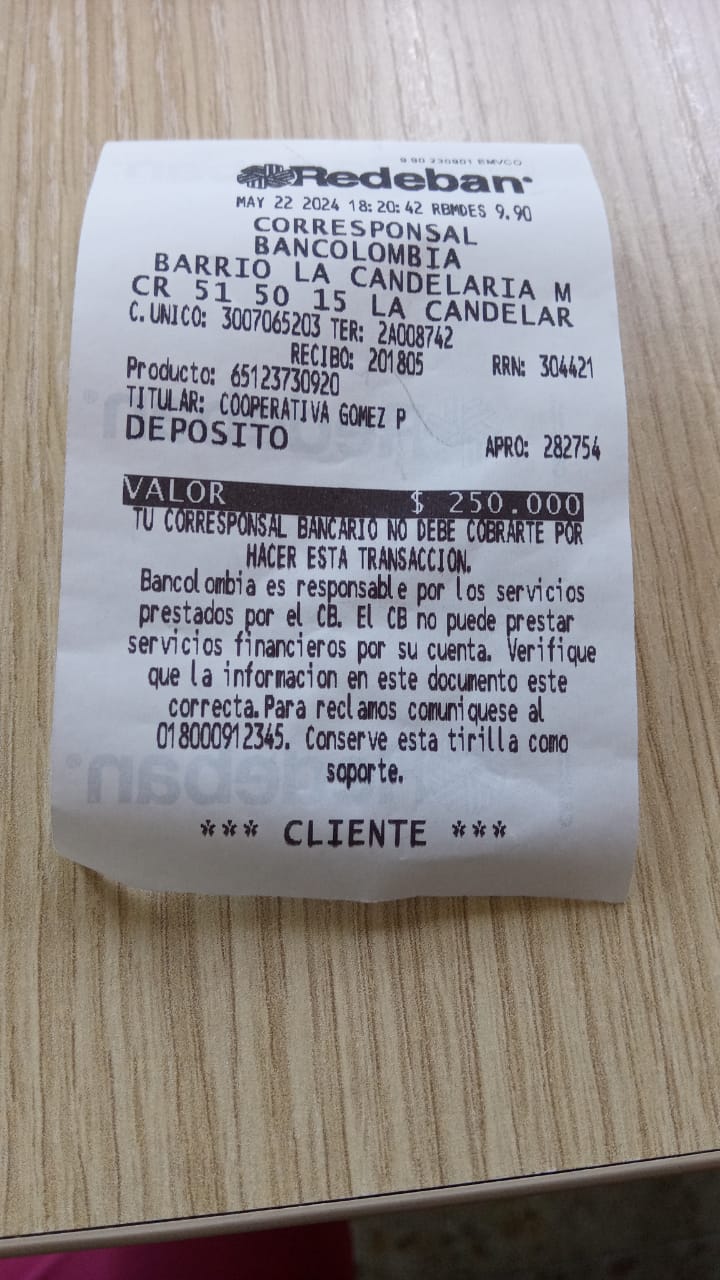 9.90 230901 EMVCO
Redeban
MAY 22 2024 18:20:42 RBMDES 9.90
CORRESPONSAL
BANCOLOMBIA
BARRIO LA CANDELARIA M
CR 51 50 15 LA CANDELAR
C. UNICO: 3007065203 TER: 2A008742
RECIBO: 201805 RRN: 304421
Producto: 65123730920
TITULAR: COOPERATIVA GOMEZ P
DEPOSITO APRO: 282754
VALOR $ 250.000
TU CORRESPONSAL BANCARIO NO DEBE COBRARTE POR
HACER ESTA TRANSACCION.
Bancolombia es responsable por los servicios
prestados por el CB. El CB no puede prestar
servicios financieros por su cuenta. Verifique
que la informacion en este documento este
correcta. Para reclamos comuniquese al
018000912345. Conserve esta tirilla como
soporte.
*** CLIENTE ***